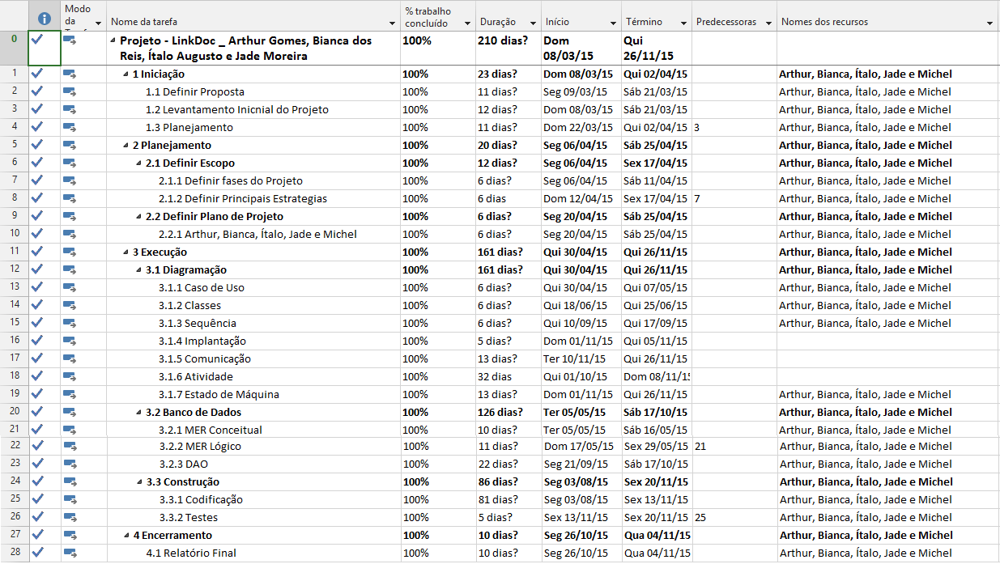 Modo da Tarefa Nome da tarefa % trabalho concluído Duração Início Término Predecessoras Nomes dos recursos
0 Projeto - LinkDoc _ Arthur Gomes, Bianca dos Reis, Ítalo Augusto e Jade Moreira 100% 210 dias? Dom 08/03/15 Qui 26/11/15
1 1 Iniciação 100% 23 dias? Dom 08/03/15 Qui 02/04/15 Arthur, Bianca, Ítalo, Jade e Michel
2 1.1 Definir Proposta 100% 11 dias? Seg 09/03/15 Sáb 21/03/15 Arthur, Bianca, Ítalo, Jade e Michel
3 1.2 Levantamento Inicnial do Projeto 100% 12 dias? Dom 08/03/15 Sáb 21/03/15 Arthur, Bianca, Ítalo, Jade e Michel
4 1.3 Planejamento 100% 11 dias? Dom 22/03/15 Qui 02/04/15 3 Arthur, Bianca, Ítalo, Jade e Michel
5 2 Planejamento 100% 20 dias? Seg 06/04/15 Sáb 25/04/15 Arthur, Bianca, Ítalo, Jade e Michel
6 2.1 Definir Escopo 100% 12 dias? Seg 06/04/15 Sex 17/04/15 Arthur, Bianca, Ítalo, Jade e Michel
7 2.1.1 Definir fases do Projeto 100% 6 dias? Seg 06/04/15 Sáb 11/04/15 Arthur, Bianca, Ítalo, Jade e Michel
8 2.1.2 Definir Principais Estrategias 100% 6 dias Dom 12/04/15 Sex 17/04/15 7 Arthur, Bianca, Ítalo, Jade e Michel
9 2.2 Definir Plano de Projeto 100% 6 dias? Seg 20/04/15 Sáb 25/04/15 Arthur, Bianca, Ítalo, Jade e Michel
10 2.2.1 Arthur, Bianca, Ítalo, Jade e Michel 100% 6 dias? Seg 20/04/15 Sáb 25/04/15 Arthur, Bianca, Ítalo, Jade e Michel
11 3 Execução 100% 161 dias? Qui 30/04/15 Qui 26/11/15 Arthur, Bianca, Ítalo, Jade e Michel
12 3.1 Diagramação 100% 161 dias? Qui 30/04/15 Qui 26/11/15 Arthur, Bianca, Ítalo, Jade e Michel
13 3.1.1 Caso de Uso 100% 6 dias? Qui 30/04/15 Qui 07/05/15 Arthur, Bianca, Ítalo, Jade e Michel
14 3.1.2 Classes 100% 6 dias? Qui 18/06/15 Qui 25/06/15 Arthur, Bianca, Ítalo, Jade e Michel
15 3.1.3 Sequência 100% 6 dias? Qui 10/09/15 Qui 17/09/15 Arthur, Bianca, Ítalo, Jade e Michel
16 3.1.4 Implantação 100% 5 dias? Dom 01/11/15 Qui 05/11/15
17 3.1.5 Comunicação 100% 13 dias? Ter 10/11/15 Qui 26/11/15
18 3.1.6 Atividade 100% 32 dias Qui 01/10/15 Dom 08/11/15
19 3.1.7 Estado de Máquina 100% 13 dias? Dom 01/11/15 Qui 26/11/15 Arthur, Bianca, Ítalo, Jade e Michel
20 3.2 Banco de Dados 100% 126 dias? Ter 05/05/15 Sáb 17/10/15 Arthur, Bianca, Ítalo, Jade e Michel
21 3.2.1 MER Conceitual 100% 10 dias? Ter 05/05/15 Sáb 16/05/15 Arthur, Bianca, Ítalo, Jade e Michel
22 3.2.2 MER Lógico 100% 11 dias? Dom 17/05/15 Sex 29/05/15 21 Arthur, Bianca, Ítalo, Jade e Michel
23 3.2.3 DAO 100% 22 dias? Seg 21/09/15 Sáb 17/10/15 Arthur, Bianca, Ítalo, Jade e Michel
24 3.3 Construção 100% 86 dias? Seg 03/08/15 Sex 20/11/15 Arthur, Bianca, Ítalo, Jade e Michel
25 3.3.1 Codificação 100% 81 dias? Seg 03/08/15 Sex 13/11/15 Arthur, Bianca, Ítalo, Jade e Michel
26 3.3.2 Testes 100% 5 dias? Sex 13/11/15 Sex 20/11/15 25 Arthur, Bianca, Ítalo, Jade e Michel
27 4 Encerramento 100% 10 dias? Seg 26/10/15 Qua 04/11/15 Arthur, Bianca, Ítalo, Jade e Michel
28 4.1 Relatório Final 100% 10 dias? Seg 26/10/15 Qua 04/11/15 Arthur, Bianca, Ítalo, Jade e Michel